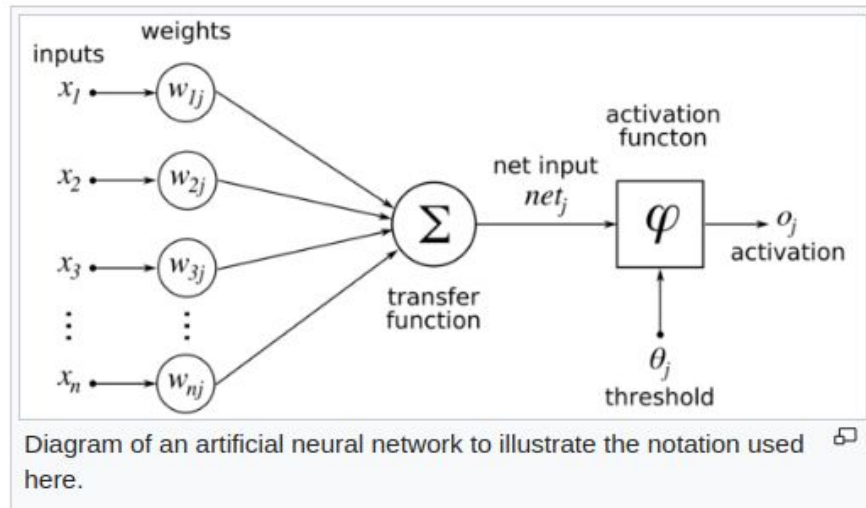 weights
inputs
x₁
w₁ⱼ
activation
functon
x₂
w₂ⱼ
net input
netⱼ
Σ
φ
oⱼ
activation
x₃
w₃ⱼ
transfer
function
⋮
⋮
θⱼ
threshold
xₙ
wₙⱼ
Diagram of an artificial neural network to illustrate the notation used
here.